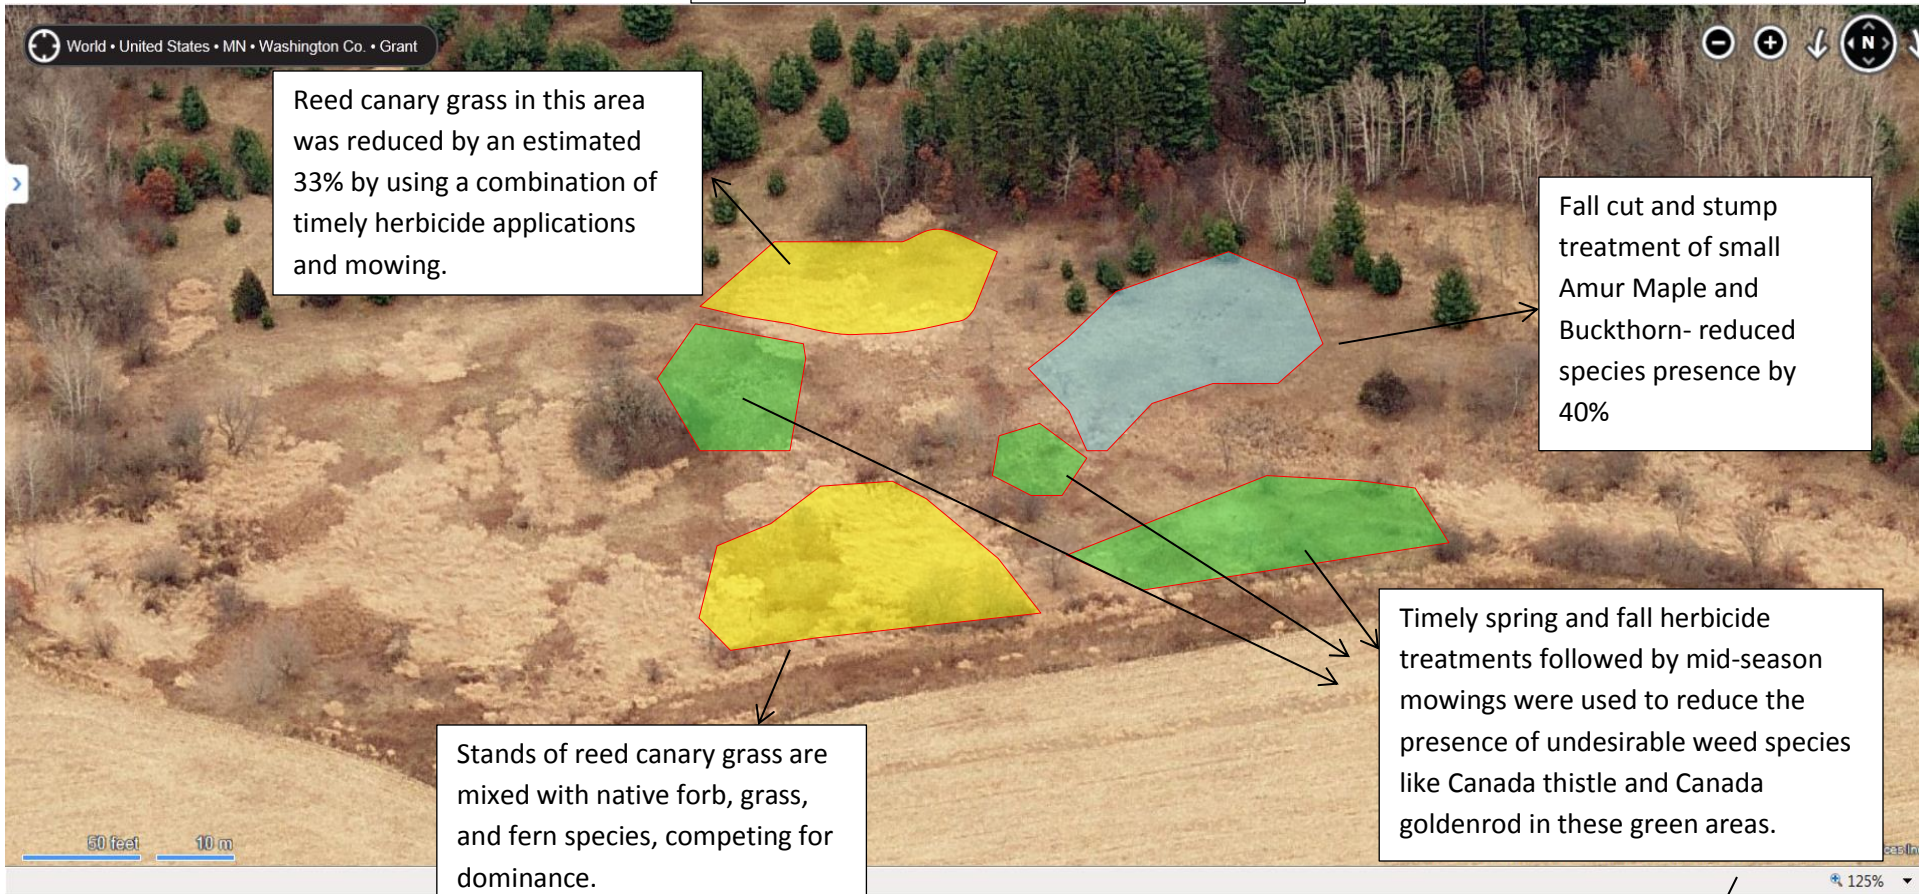 World • United States • MN • Washington Co. • Grant
N
Reed canary grass in this area
was reduced by an estimated
33% by using a combination of
timely herbicide applications
and mowing.
Fall cut and stump
treatment of small
Amur Maple and
Buckthorn- reduced
species presence by
40%
Timely spring and fall herbicide
treatments followed by mid-season
mowings were used to reduce the
presence of undesirable weed species
like Canada thistle and Canada
goldenrod in these green areas.
Stands of reed canary grass are
mixed with native forb, grass,
and fern species, competing for
dominance.
50 feet 10 m
125%